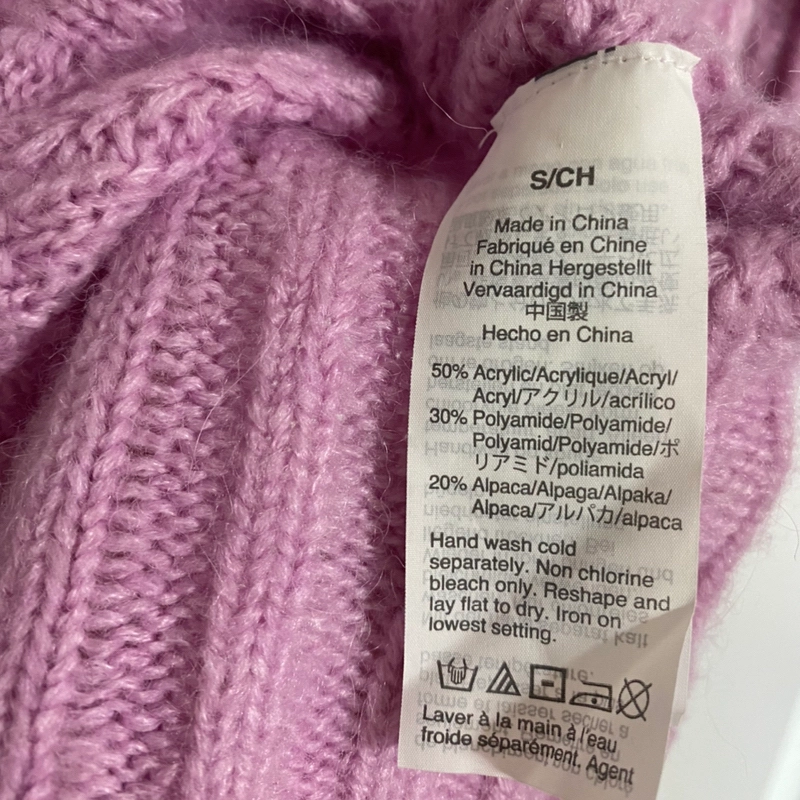 S/CH
Made in China
Fabriqué en Chine
in China Hergestellt
Vervaardigd in China
中国製
Hecho en China
50% Acrylic/Acrylique/Acryl/
Acryl/アクリル/acrílico
30% Polyamide/Polyamide/
Polyamid/Polyamide/ポ
リアミド/poliamida
20% Alpaca/Alpaga/Alpaka/
Alpaca/アルパカ/alpaca
Hand wash cold
separately. Non chlorine
bleach only. Reshape and
lay flat to dry. Iron on
lowest setting.
Laver à la main à l'eau
froide séparément. Agent